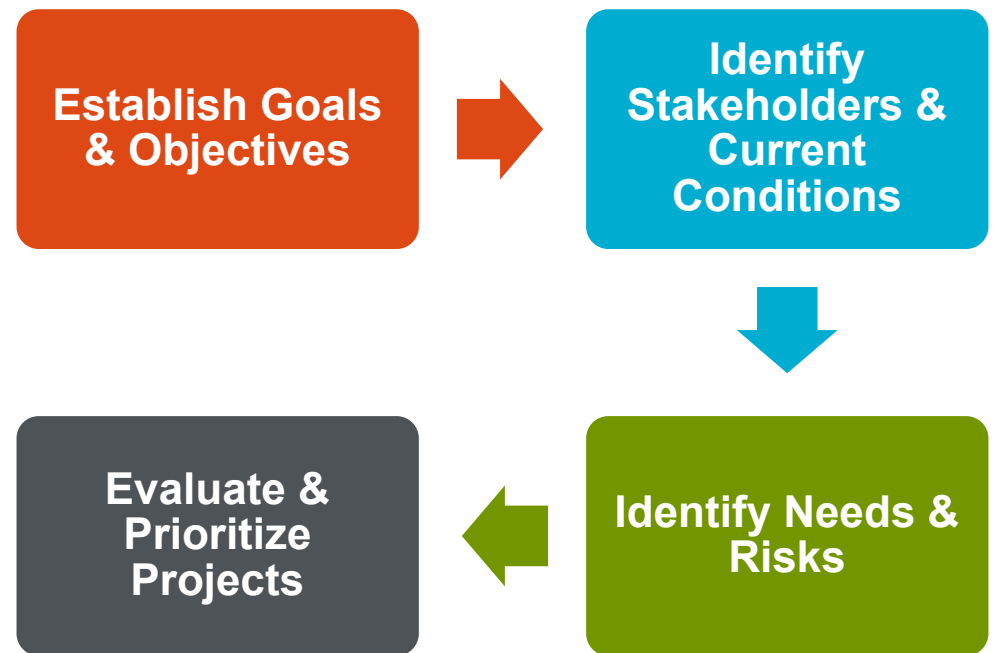 Establish Goals
& Objectives
Identify
Stakeholders &
Current
Conditions
Identify Needs &
Risks
Evaluate &
Prioritize
Projects